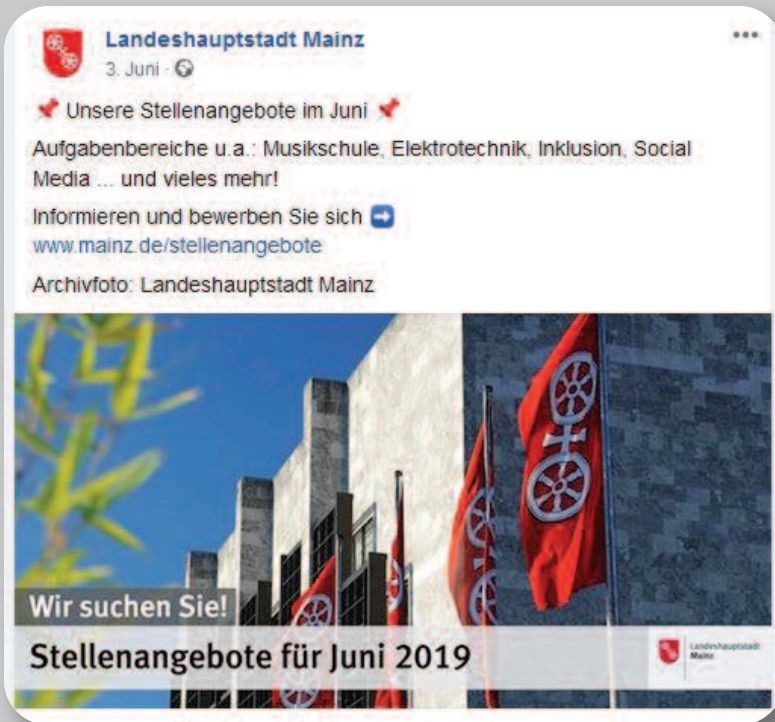 Landeshauptstadt Mainz
3. Juni ·
Unsere Stellenangebote im Juni
Aufgabenbereiche u.a.: Musikschule, Elektrotechnik, Inklusion, Social
Media ... und vieles mehr!
Informieren und bewerben Sie sich
www.mainz.de/stellenangebote
Archivfoto: Landeshauptstadt Mainz
Wir suchen Sie!
Stellenangebote für Juni 2019
Landeshauptstadt
Mainz